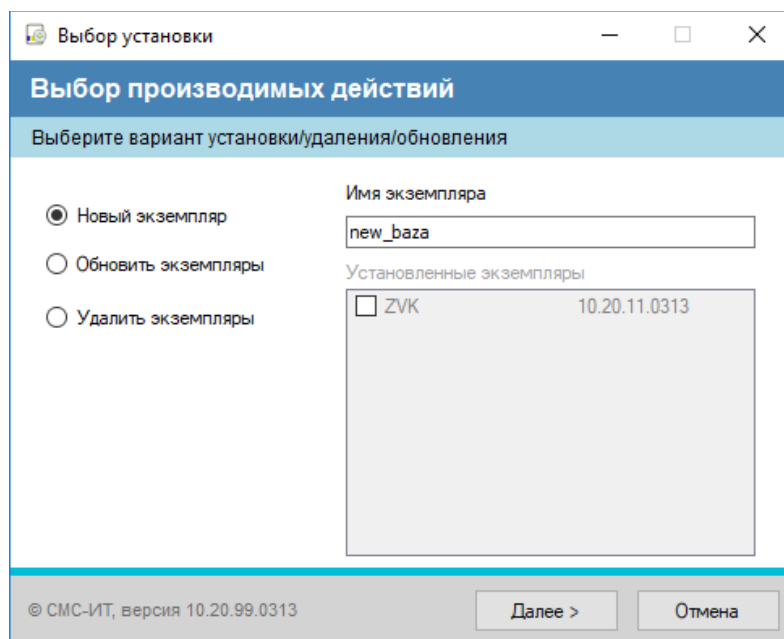 Выбор установки
Выбор производимых действий
Выберите вариант установки/удаления/обновления
Новый экземпляр
Обновить экземпляры
Удалить экземпляры
Имя экземпляра
new_baza
Установленные экземпляры
ZVK 10.20.11.0313
© СМС-ИТ, версия 10.20.99.0313
Далее >
Отмена